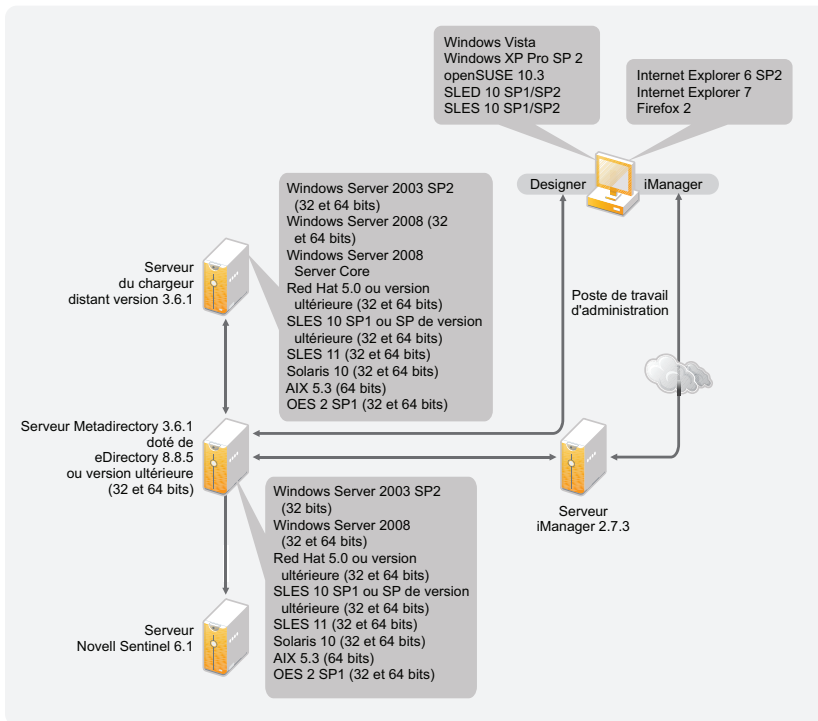 Windows Vista
Windows XP Pro SP 2
openSUSE 10.3
SLED 10 SP1/SP2
SLES 10 SP1/SP2
Internet Explorer 6 SP2
Internet Explorer 7
Firefox 2
Designer
iManager
Windows Server 2003 SP2
(32 et 64 bits)
Windows Server 2008 (32
et 64 bits)
Windows Server 2008
Server Core
Red Hat 5.0 ou version
ultérieure (32 et 64 bits)
SLES 10 SP1 ou SP de version
ultérieure (32 et 64 bits)
SLES 11 (32 et 64 bits)
Solaris 10 (32 et 64 bits)
AIX 5.3 (64 bits)
OES 2 SP1 (32 et 64 bits)
Serveur
du chargeur
distant version 3.6.1
Poste de travail
d'administration
Serveur Metadirectory 3.6.1
doté de
eDirectory 8.8.5
ou version ultérieure
(32 et 64 bits)
Windows Server 2003 SP2
(32 bits)
Windows Server 2008
(32 et 64 bits)
Red Hat 5.0 ou version
ultérieure (32 et 64 bits)
SLES 10 SP1 ou SP de version
ultérieure (32 et 64 bits)
SLES 11 (32 et 64 bits)
Solaris 10 (32 et 64 bits)
AIX 5.3 (64 bits)
OES 2 SP1 (32 et 64 bits)
Serveur
iManager 2.7.3
Serveur
Novell Sentinel 6.1